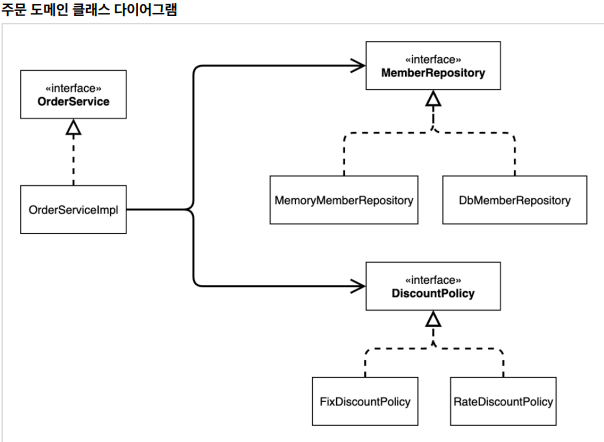 주문 도메인 클래스 다이어그램
«interface»
OrderService
OrderServiceImpl
«interface»
MemberRepository
MemoryMemberRepository
DbMemberRepository
«interface»
DiscountPolicy
FixDiscountPolicy
RateDiscountPolicy